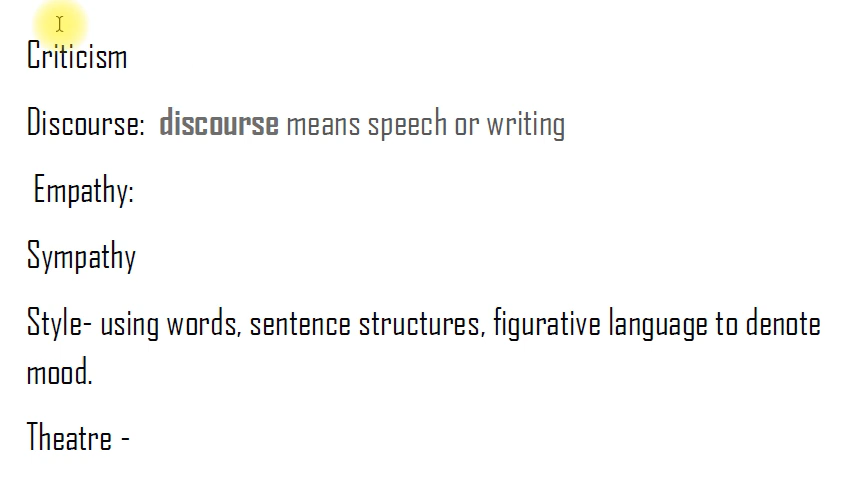 Criticism
Discourse: discourse means speech or writing
Empathy:
Sympathy
Style- using words, sentence structures, figurative language to denote
mood.
Theatre -